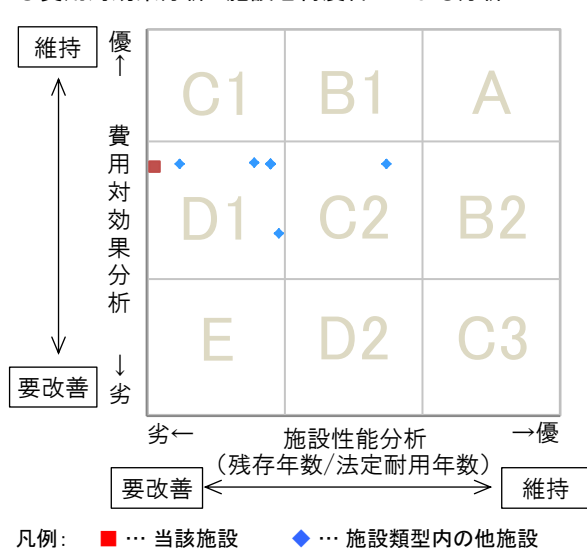 維持
優
↑
C1 B1 A
費用対効果分析
D1 C2 B2
E D2 C3
↓
劣
要改善
劣← 施設性能分析 →優
(残存年数/法定耐用年数)
要改善 維持
凡例: ■ … 当該施設 ◆ … 施設類型内の他施設